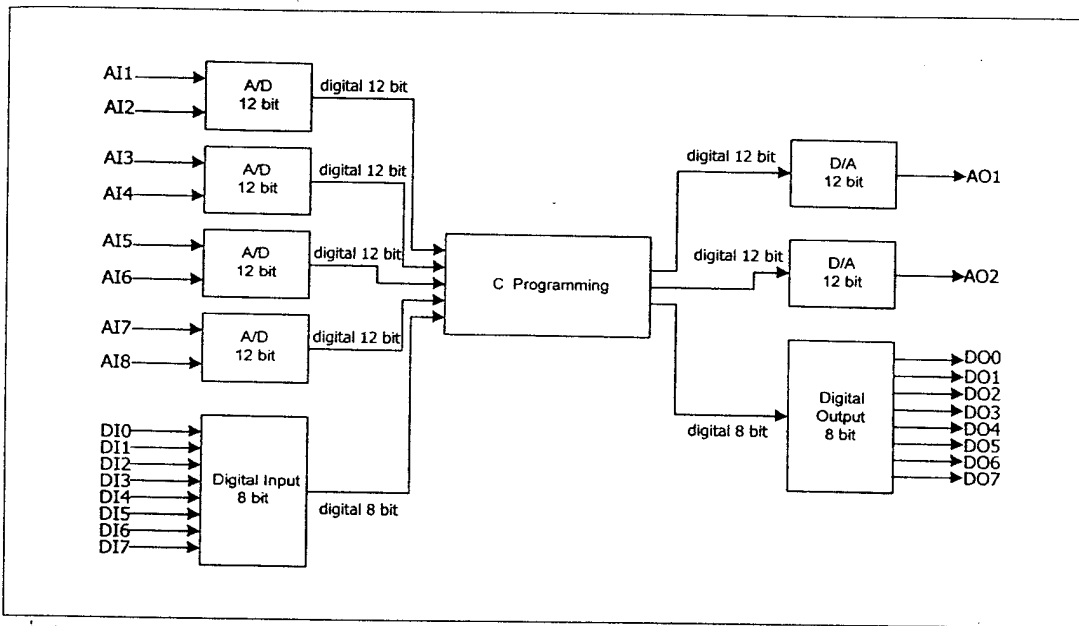 AI1
AI2
A/D
12 bit
digital 12 bit
AI3
AI4
A/D
12 bit
digital 12 bit
AI5
AI6
A/D
12 bit
digital 12 bit
AI7
AI8
A/D
12 bit
digital 12 bit
DI0
DI1
DI2
DI3
DI4
DI5
DI6
DI7
Digital Input
8 bit
digital 8 bit
C Programming
digital 12 bit
D/A
12 bit
AO1
digital 12 bit
D/A
12 bit
AO2
digital 8 bit
Digital
Output
8 bit
DO0
DO1
DO2
DO3
DO4
DO5
DO6
DO7